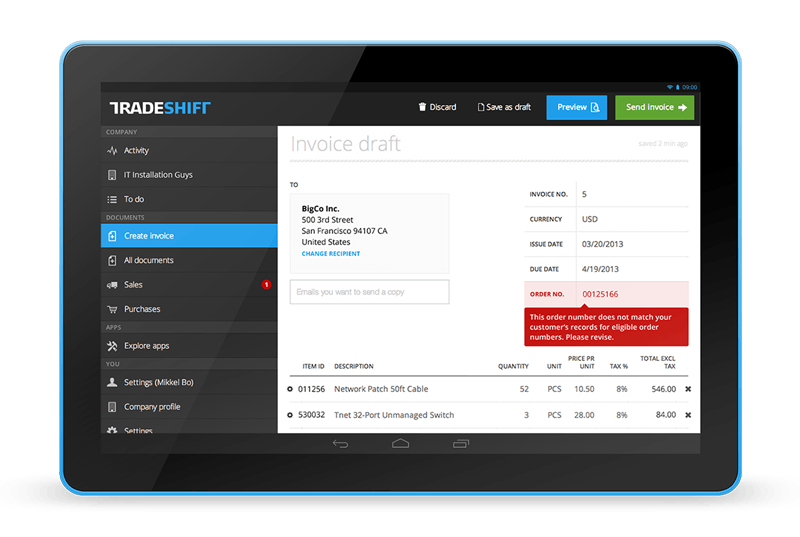 09:00
TRADESHIFT
Discard
Save as draft
Preview
Send invoice
COMPANY
Activity
IT Installation Guys
To do
DOCUMENTS
Create invoice
All documents
Sales
1
Purchases
APPS
Explore apps
YOU
Settings (Mikkel Bo)
Company profile
Settings
Invoice draft
saved 2 min ago
TO
BigCo Inc.
500 3rd Street
San Francisco 94107 CA
United States
CHANGE RECIPIENT
Emails you want to send a copy
INVOICE NO. 5
CURRENCY USD
ISSUE DATE 03/20/2013
DUE DATE 4/19/2013
ORDER NO. 00125166
This order number does not match your
customer's records for eligible order
numbers. Please revise.
ITEM ID DESCRIPTION QUANTITY UNIT PRICE PR UNIT TAX % TOTAL EXCL TAX
011256 Network Patch 50ft Cable 52 PCS 10.50 8% 546.00
530032 Tnet 32-Port Unmanaged Switch 3 PCS 28.00 8% 84.00